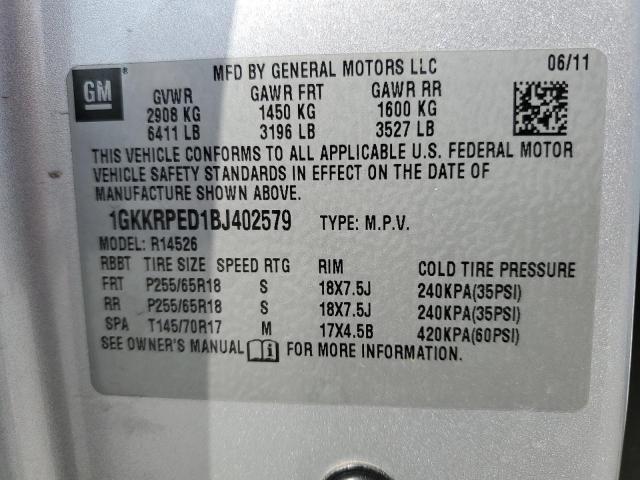 MFD BY GENERAL MOTORS LLC 06/11
GM
GVWR GAWR FRT GAWR RR
2908 KG 1450 KG 1600 KG
6411 LB 3196 LB 3527 LB
THIS VEHICLE CONFORMS TO ALL APPLICABLE U.S. FEDERAL MOTOR
VEHICLE SAFETY STANDARDS IN EFFECT ON THE DATE OF
MANUFACTURE SHOWN ABOVE.
1GKKRPED1BJ402579 TYPE: M.P.V.
MODEL: R14526
RBBT TIRE SIZE SPEED RTG RIM COLD TIRE PRESSURE
FRT P255/65R18 S 18X7.5J 240KPA(35PSI)
RR P255/65R18 S 18X7.5J 240KPA(35PSI)
SPA T145/70R17 M 17X4.5B 420KPA(60PSI)
SEE OWNER'S MANUAL FOR MORE INFORMATION.